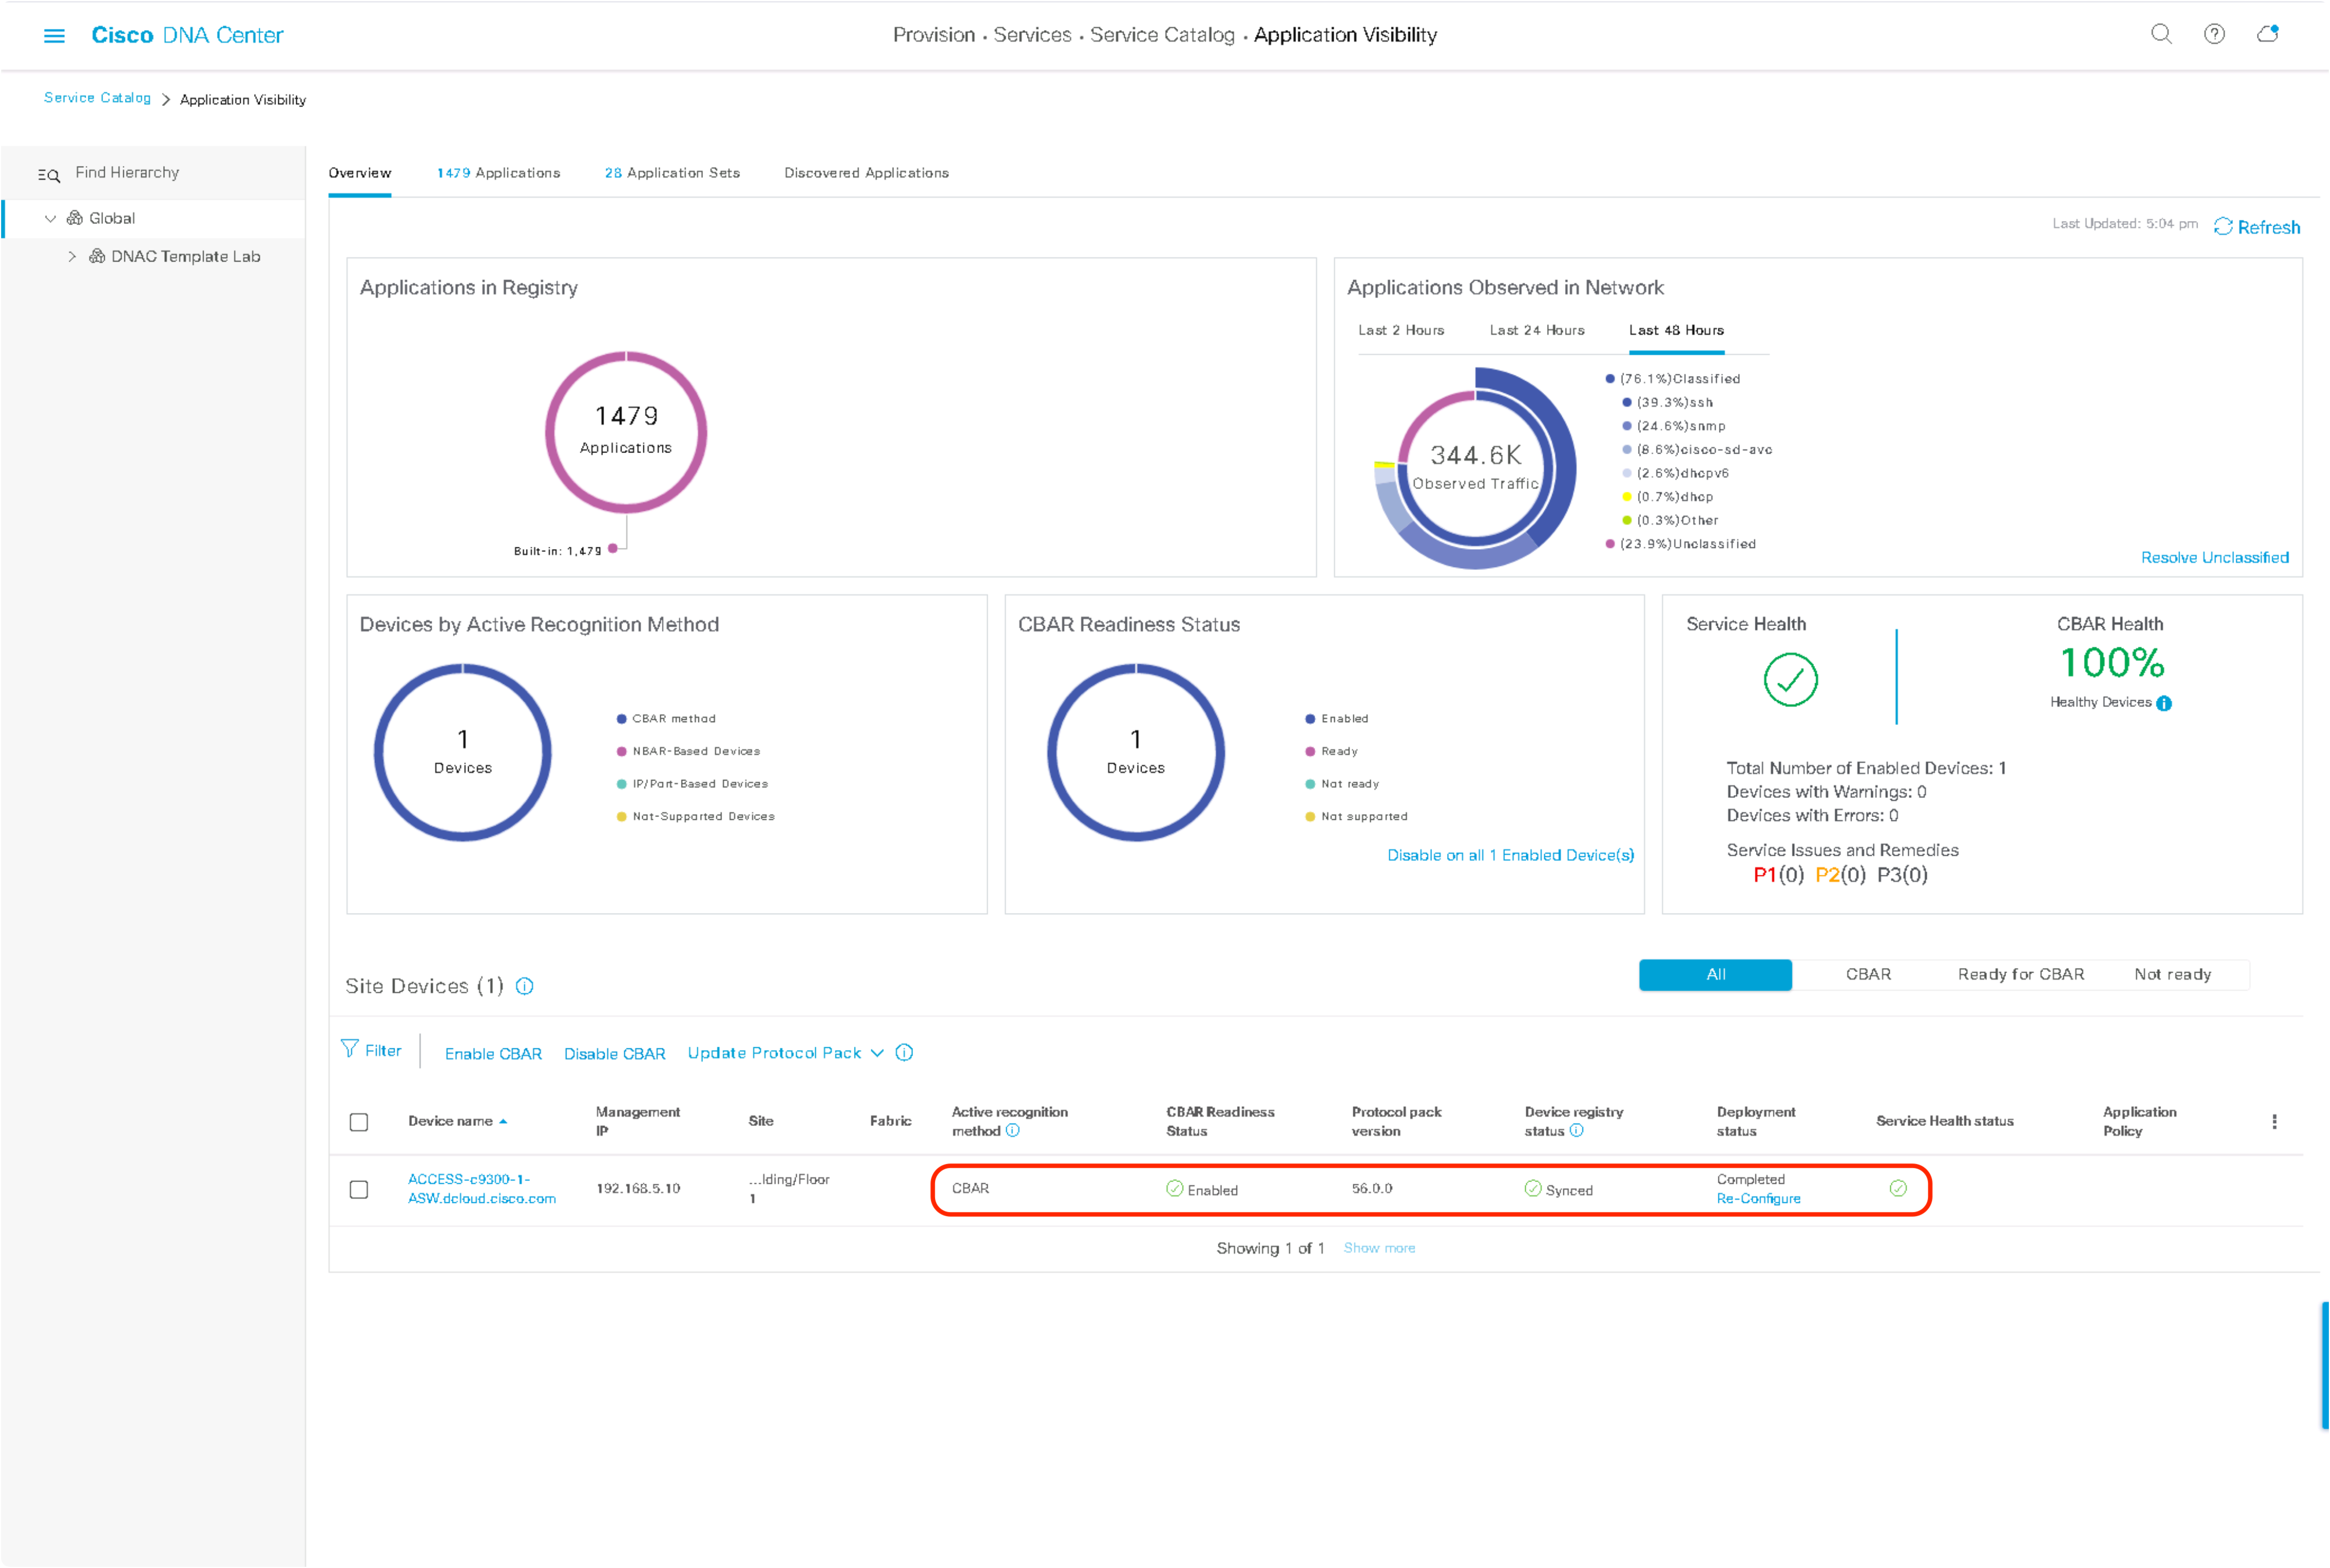 Cisco DNA Center
Provision • Services • Service Catalog • Application Visibility
Service Catalog > Application Visibility
Find Hierarchy
Global
DNAC Template Lab
Overview
1479 Applications
28 Application Sets
Discovered Applications
Last Updated: 5:04 pm
Refresh
Applications in Registry
1479
Applications
Built-in: 1,479
Applications Observed in Network
Last 2 Hours
Last 24 Hours
Last 48 Hours
344.6K
Observed Traffic
(76.1%)Classified
(39.3%)ssh
(24.6%)snmp
(8.6%)cisco-sd-avc
(2.6%)dhcpv6
(0.7%)dhcp
(0.3%)Other
(23.9%)Unclassified
Resolve Unclassified
Devices by Active Recognition Method
1
Devices
CBAR method
NBAR-Based Devices
IP/Port-Based Devices
Not-Supported Devices
CBAR Readiness Status
1
Devices
Enabled
Ready
Not ready
Not supported
Disable on all 1 Enabled Device(s)
Service Health
CBAR Health
100%
Healthy Devices
Total Number of Enabled Devices: 1
Devices with Warnings: 0
Devices with Errors: 0
Service Issues and Remedies
P1(0) P2(0) P3(0)
Site Devices (1)
All
CBAR
Ready for CBAR
Not ready
Filter
Enable CBAR
Disable CBAR
Update Protocol Pack
Device name
Management
IP
Site
Fabric
Active recognition
method
CBAR Readiness
Status
Protocol pack
version
Device registry
status
Deployment
status
Service Health status
Application
Policy
ACCESS-c9300-1-
ASW.dcloud.cisco.com
192.168.5.10
...lding/Floor
1
CBAR
Enabled
56.0.0
Synced
Completed
Re-Configure
Showing 1 of 1
Show more